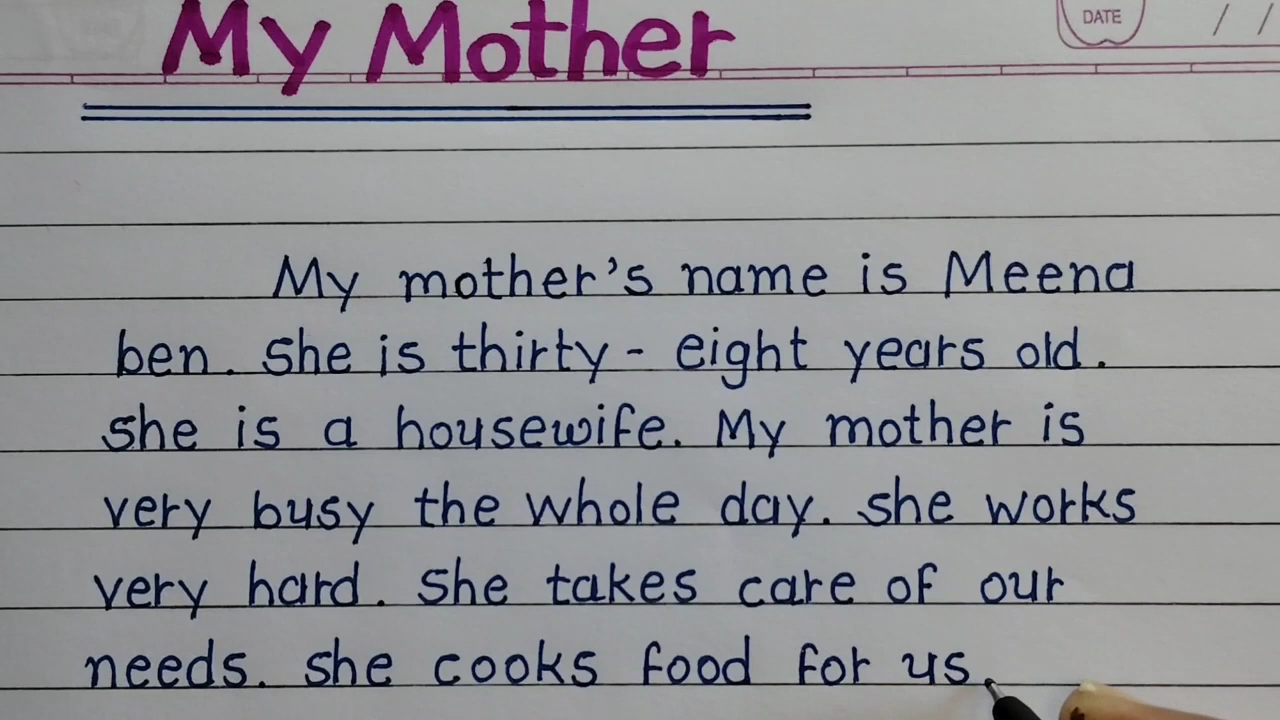 My Mother
DATE / /
My mother's name is Meena
ben. She is thirty - eight years old.
She is a housewife. My mother is
very busy the whole day. She works
very hard. She takes care of our
needs. She cooks food for us.